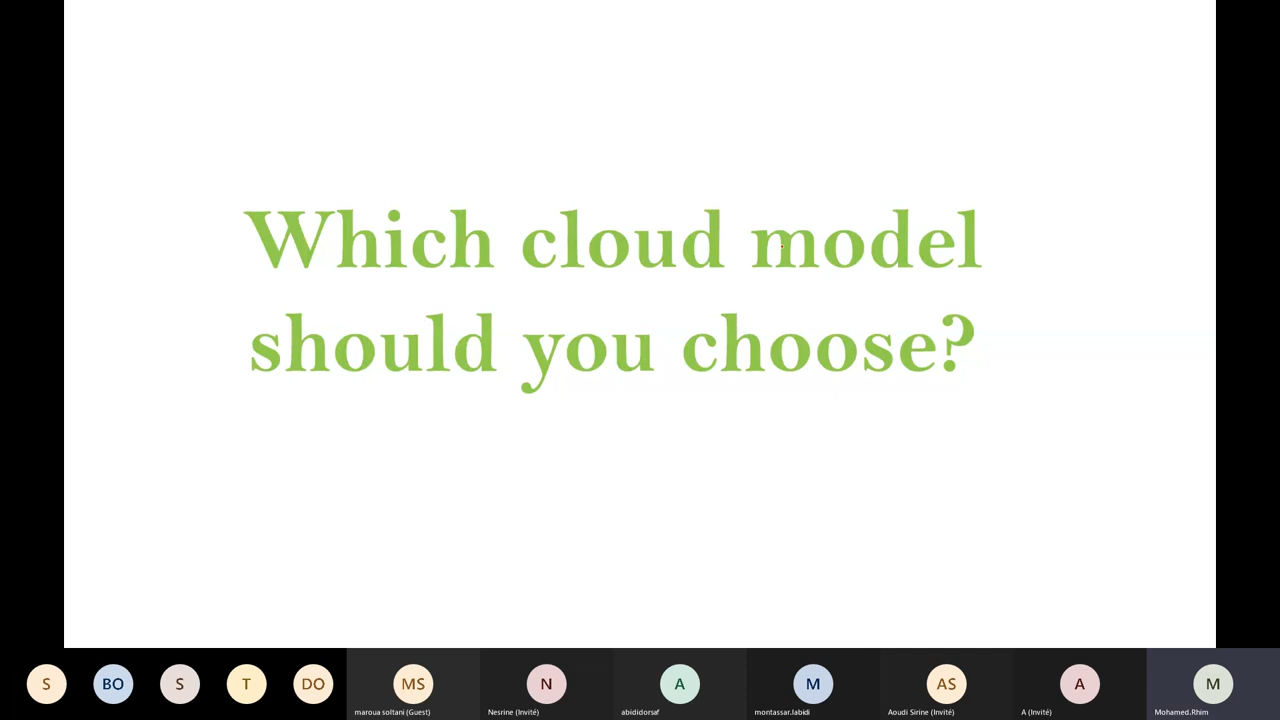 Which cloud model
should you choose?
S BO S T DO MS N A M AS A M
maroua soltani (Guest) Nesrine (Invité) abididorsaf montassar.labidi Aoudi Sirine (Invité) A (Invité) Mohamed.Rhim